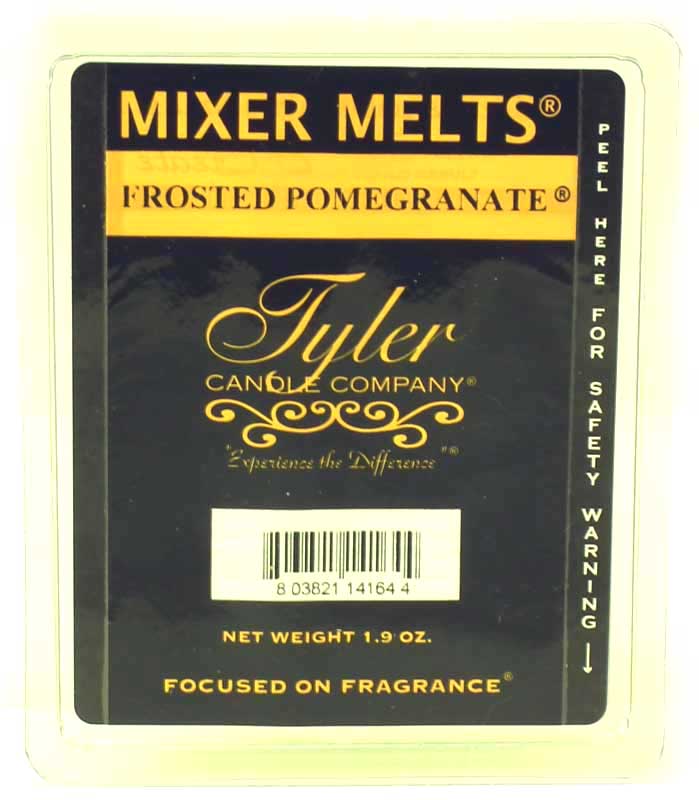 MIXER MELTS®
FROSTED POMEGRANATE®
Tyler
CANDLE COMPANY®
"Experience the Difference"®
8 03821 14164 4
NET WEIGHT 1.9 OZ.
FOCUSED ON FRAGRANCE®
PEEL HERE FOR SAFETY WARNING →